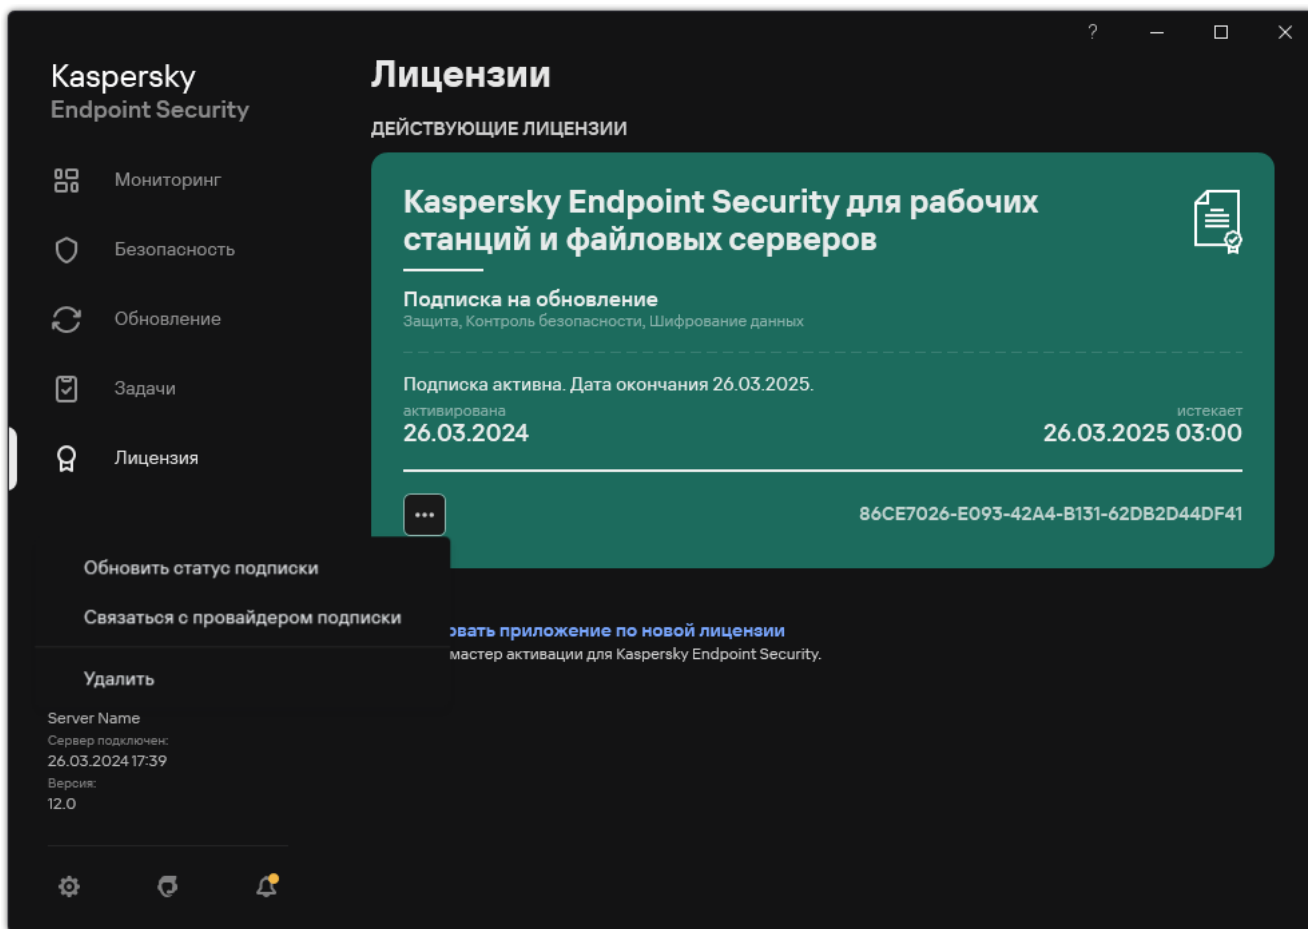 Kaspersky
Endpoint Security
Мониторинг
Безопасность
Обновление
Задачи
Лицензия
Лицензии
ДЕЙСТВУЮЩИЕ ЛИЦЕНЗИИ
Kaspersky Endpoint Security для рабочих
станций и файловых серверов
Подписка на обновление
Защита, Контроль безопасности, Шифрование данных
Подписка активна. Дата окончания 26.03.2025.
активирована
истекает
26.03.2024
26.03.2025 03:00
86CE7026-E093-42A4-B131-62DB2D44DF41
Обновить статус подписки
Связаться с провайдером подписки
Удалить
приложение по новой лицензии
мастер активации для Kaspersky Endpoint Security.
Server Name
Сервер подключен:
26.03.2024 17:39
Версия:
12.0